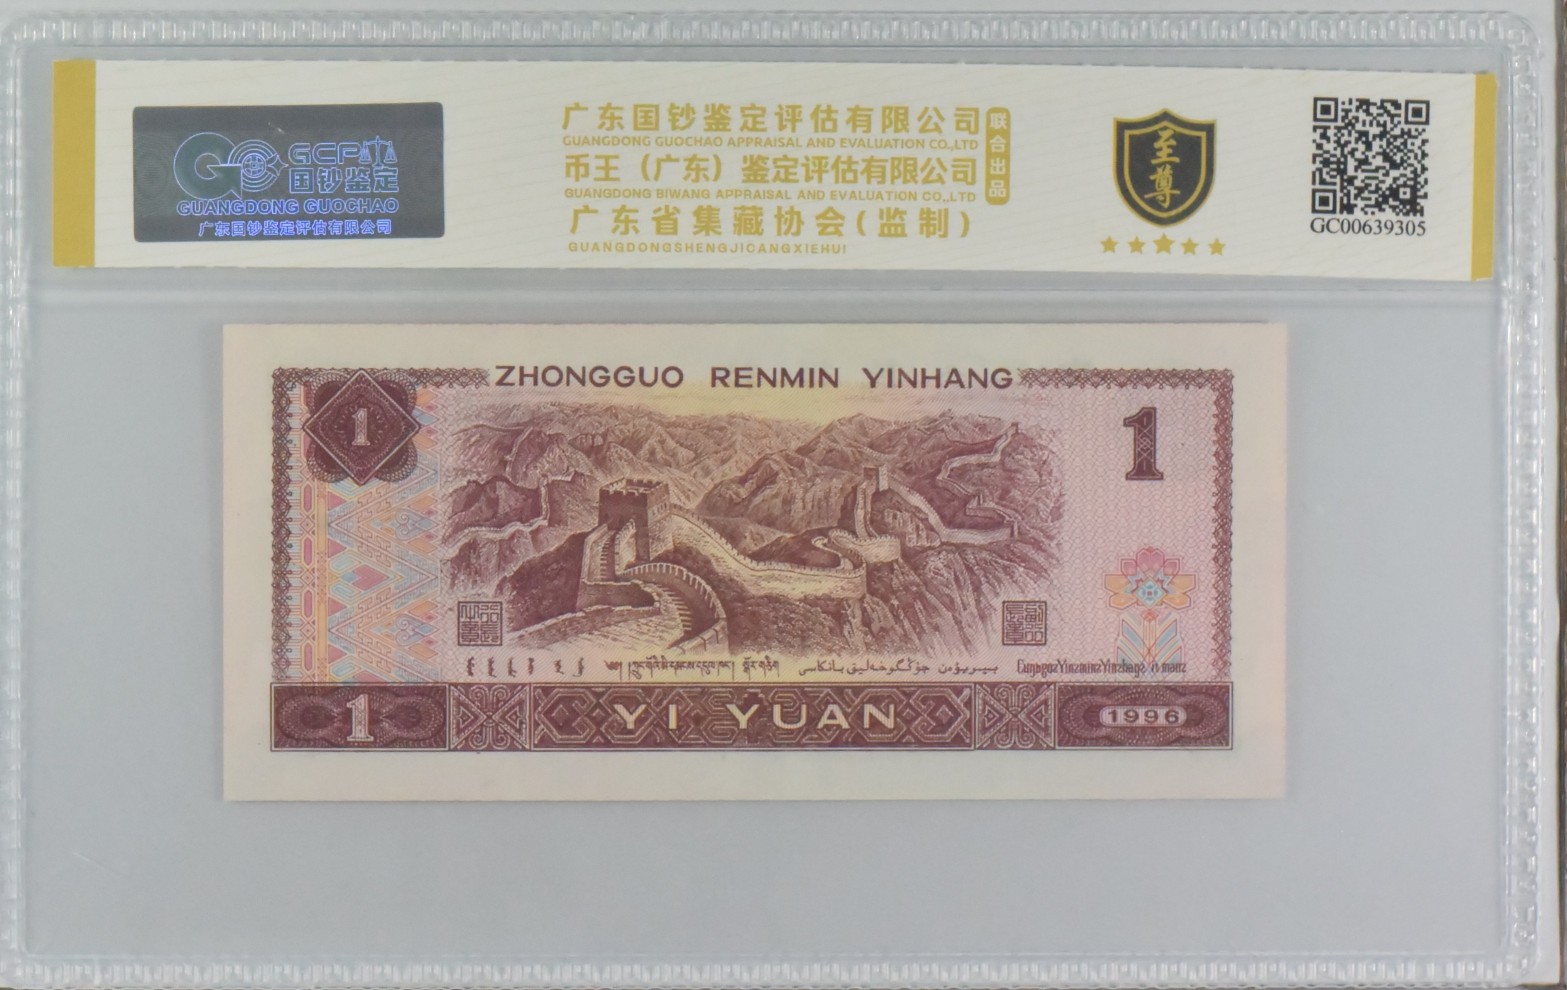 GCP
国钞鉴定
GUANGDONG GUOCHAO
广东国钞鉴定评估有限公司
广东国钞鉴定评估有限公司
GUANGDONG GUOCHAO APPRAISAL AND EVALUATION CO.,LTD
币王（广东）鉴定评估有限公司
GUANGDONG BIWANG APPRAISAL AND EVALUATION CO.,LTD
广东省集藏协会(监制)
GUANGDONGSHENGJICANGXIEHUI
联合出品
至尊
GC00639305
ZHONGGUO RENMIN YINHANG
1
1
1 YI YUAN 1996